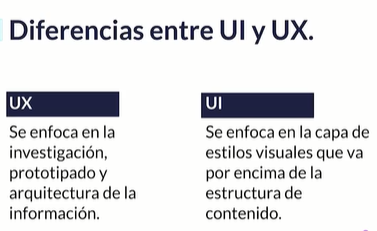 Diferencias entre UI y UX.
UX
Se enfoca en la
investigación,
prototipado y
arquitectura de la
información.
UI
Se enfoca en la capa de
estilos visuales que va
por encima de la
estructura de
contenido.